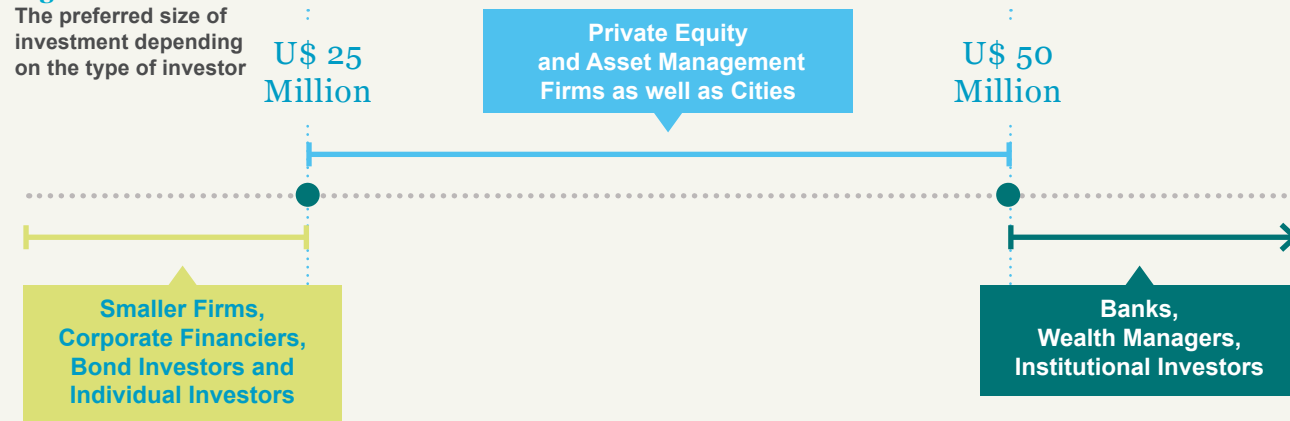 The preferred size of
investment depending
on the type of investor
U$ 25
Million
Private Equity
and Asset Management
Firms as well as Cities
U$ 50
Million
Smaller Firms,
Corporate Financiers,
Bond Investors and
Individual Investors
Banks,
Wealth Managers,
Institutional Investors